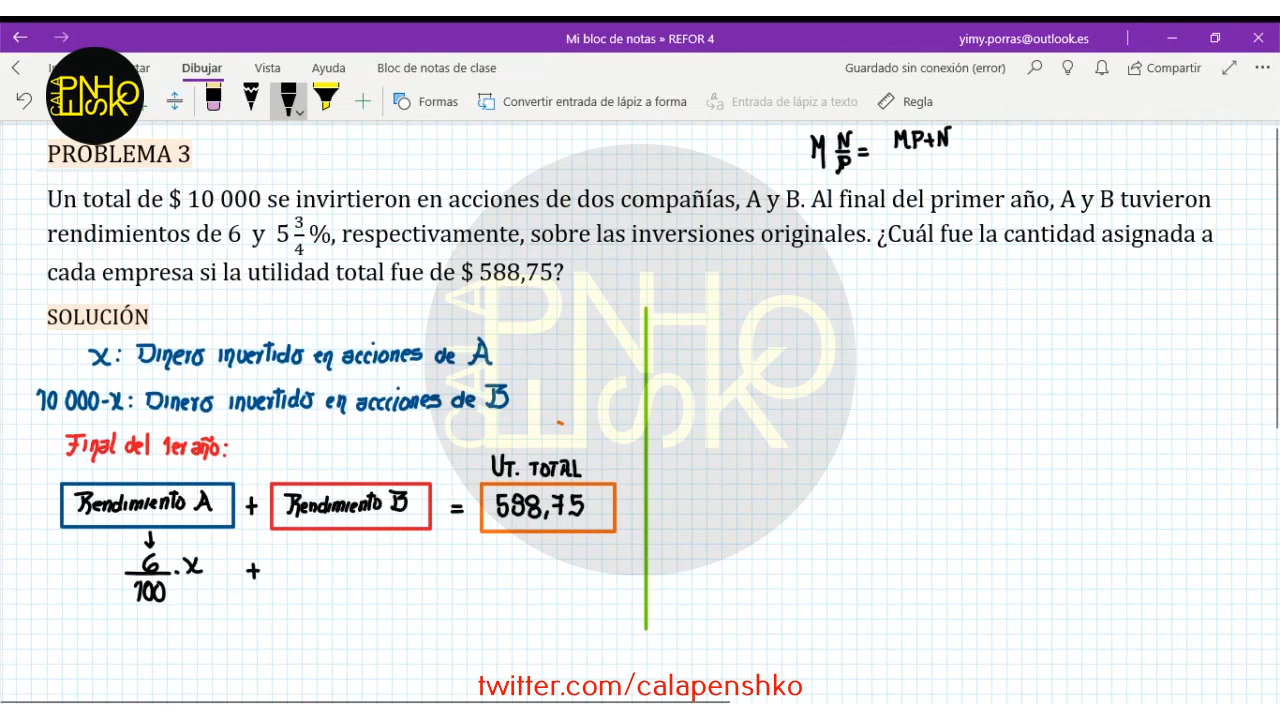 Mi bloc de notas » REFOR 4
yimy.porras@outlook.es
Dibujar Vista Ayuda Bloc de notas de clase
Guardado sin conexión (error) Compartir
Formas Convertir entrada de lápiz a forma Entrada de lápiz a texto Regla
CALA PENSHKO
PROBLEMA 3
M N/P = MP+N
Un total de $ 10 000 se invirtieron en acciones de dos compañías, A y B. Al final del primer año, A y B tuvieron
rendimientos de 6 y 5 3/4 %, respectivamente, sobre las inversiones originales. ¿Cuál fue la cantidad asignada a
cada empresa si la utilidad total fue de $ 588,75?
SOLUCIÓN
x: Dinero invertido en acciones de A
10 000-x: Dinero invertido en accciones de B
Final del 1er año:
UT. TOTAL
Rendimiento A + Rendimiento B = 588,75
6/100 . x +
CALA PENSHKO
twitter.com/calapenshko